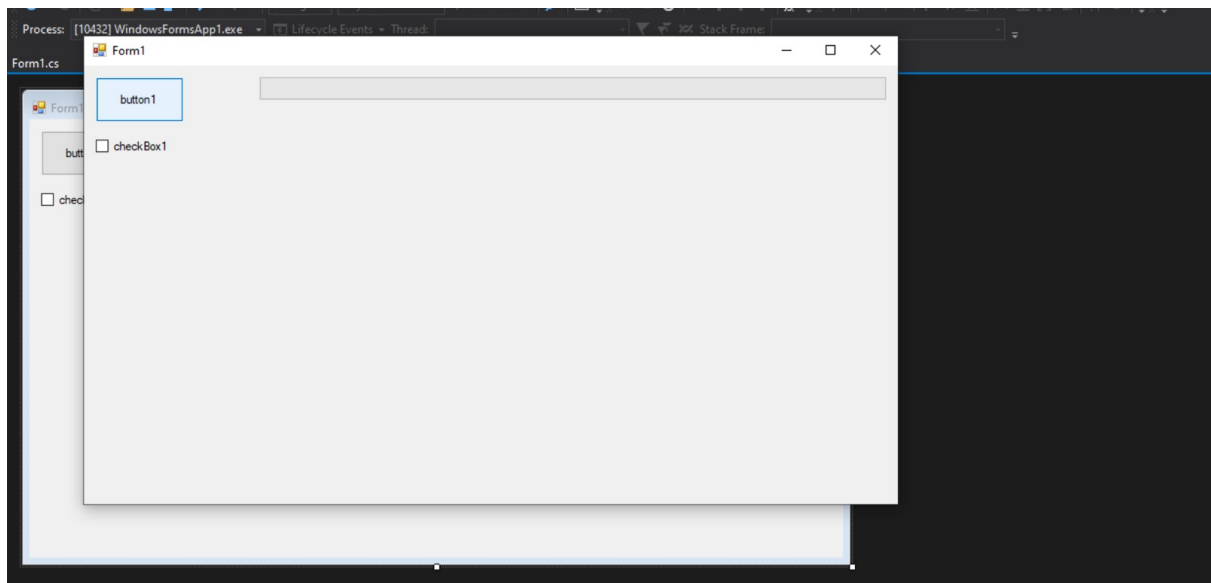 Process: [10432] WindowsFormsApp1.exe Lifecycle Events Thread: Stack Frame:
Form1
Form1.cs
Form1
button1
butt
checkBox1
chec